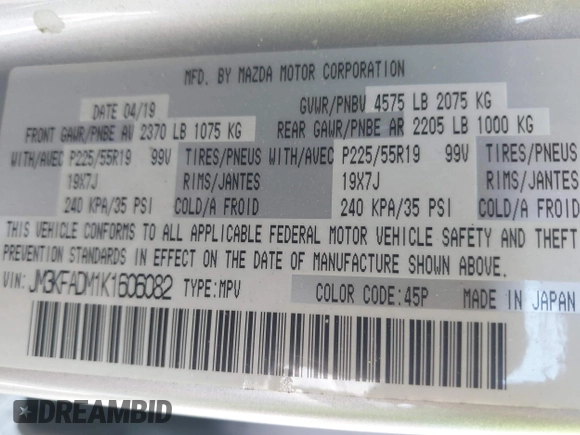 MFD. BY MAZDA MOTOR CORPORATION
DATE 04/19 GVWR/PNBV 4575 LB 2075 KG
FRONT GAWR/PNBE AV 2370 LB 1075 KG REAR GAWR/PNBE AR 2205 LB 1000 KG
WITH/AVEC P225/55R19 99V TIRES/PNEUS WITH/AVEC P225/55R19 99V TIRES/PNEUS
19X7J RIMS/JANTES 19X7J RIMS/JANTES
240 KPA/35 PSI COLD/A FROID 240 KPA/35 PSI COLD/A FROID
THIS VEHICLE CONFORMS TO ALL APPLICABLE FEDERAL MOTOR VEHICLE SAFETY AND THEFT
PREVENTION STANDARDS IN EFFECT ON THE DATE OF MANUFACTURE SHOWN ABOVE.
VIN: JM3KFADM1K1606082 TYPE:MPV COLOR CODE:45P MADE IN JAPAN
DREAMBID